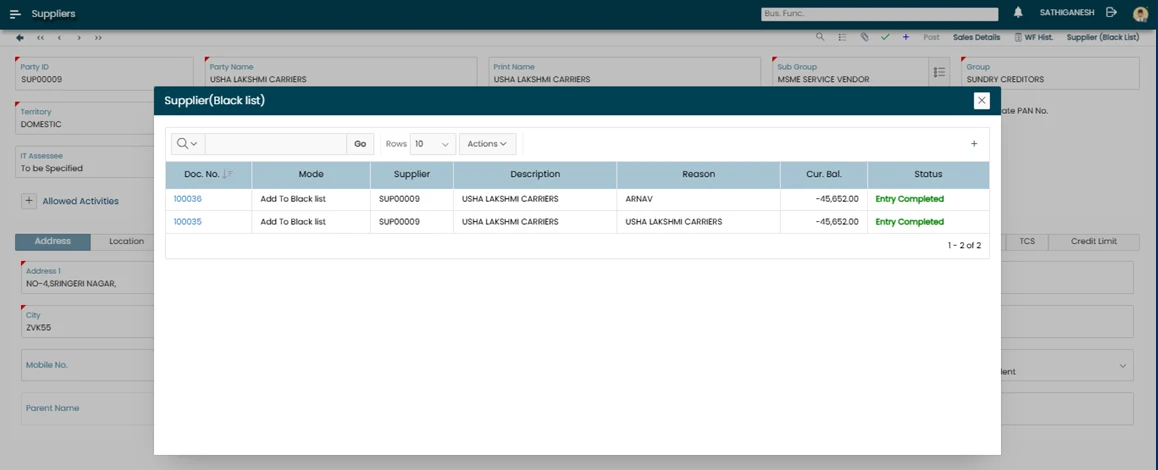 Suppliers
Bus. Func.
SATHIGANESH
Post
Sales Details
WF Hist.
Supplier (Black List)
Party ID
SUP00009
Party Name
USHA LAKSHMI CARRIERS
Print Name
USHA LAKSHMI CARRIERS
Sub Group
MSME SERVICE VENDOR
Group
SUNDRY CREDITORS
Territory
DOMESTIC
ate PAN No.
IT Assessee
To be Specified
Allowed Activities
Supplier(Black list)
Go
Rows 10
Actions
Doc. No. Mode Supplier Description Reason Cur. Bal. Status
100036 Add To Black list SUP00009 USHA LAKSHMI CARRIERS ARNAV -45,652.00 Entry Completed
100035 Add To Black list SUP00009 USHA LAKSHMI CARRIERS USHA LAKSHMI CARRIERS -45,652.00 Entry Completed
1 - 2 of 2
Address
Location
TCS
Credit Limit
Address 1
NO-4,SRINGERI NAGAR,
City
ZVK55
Mobile No.
dent
Parent Name